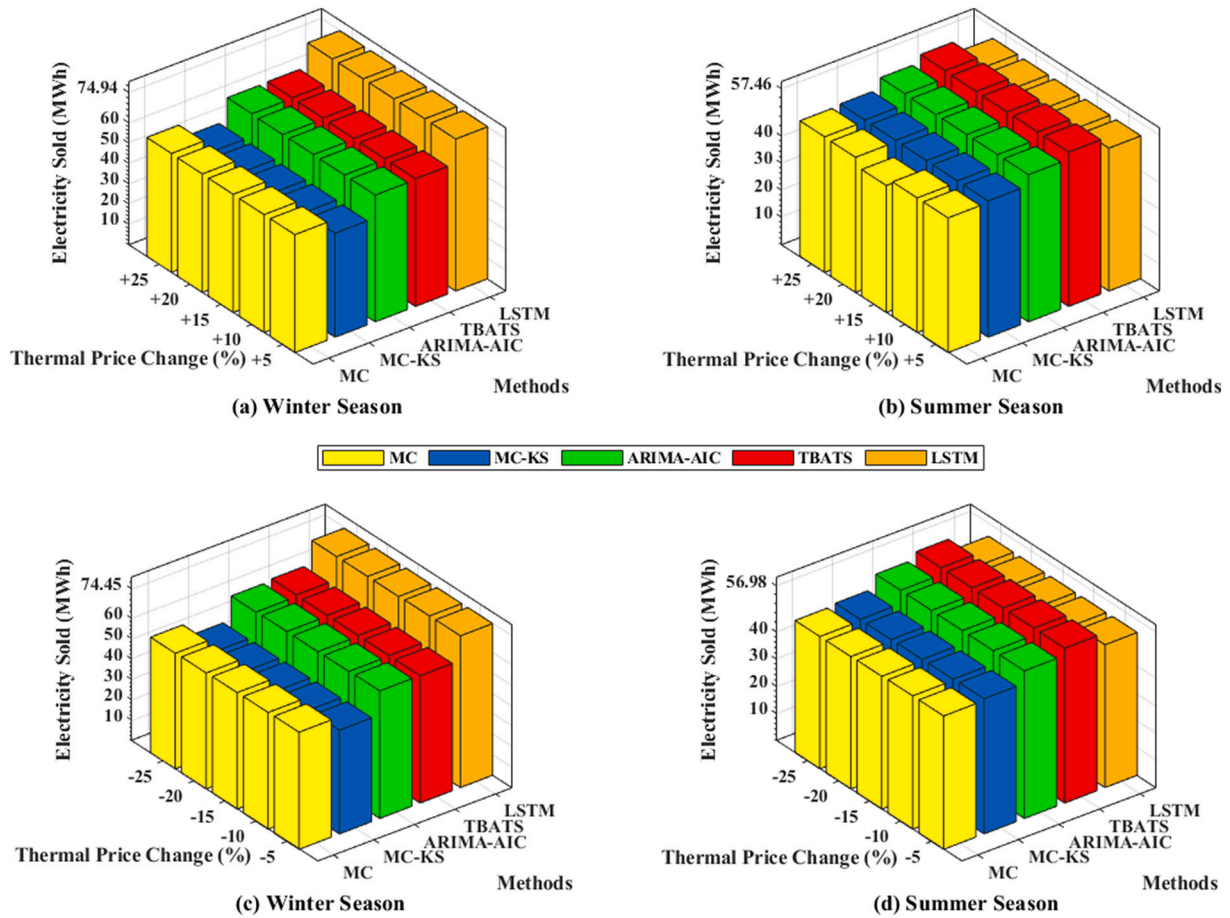 Electricity Sold (MWh)
74.94
60
50
40
30
20
10
+25
+20
+15
+10
+5
Thermal Price Change (%)
MC
MC-KS
ARIMA-AIC
TBATS
LSTM
Methods
(a) Winter Season
Electricity Sold (MWh)
57.46
40
30
20
10
+25
+20
+15
+10
+5
Thermal Price Change (%)
MC
MC-KS
ARIMA-AIC
TBATS
LSTM
Methods
(b) Summer Season
MC MC-KS ARIMA-AIC TBATS LSTM
Electricity Sold (MWh)
74.45
60
50
40
30
20
10
-25
-20
-15
-10
-5
Thermal Price Change (%)
MC
MC-KS
ARIMA-AIC
TBATS
LSTM
Methods
(c) Winter Season
Electricity Sold (MWh)
56.98
40
30
20
10
-25
-20
-15
-10
-5
Thermal Price Change (%)
MC
MC-KS
ARIMA-AIC
TBATS
LSTM
Methods
(d) Summer Season